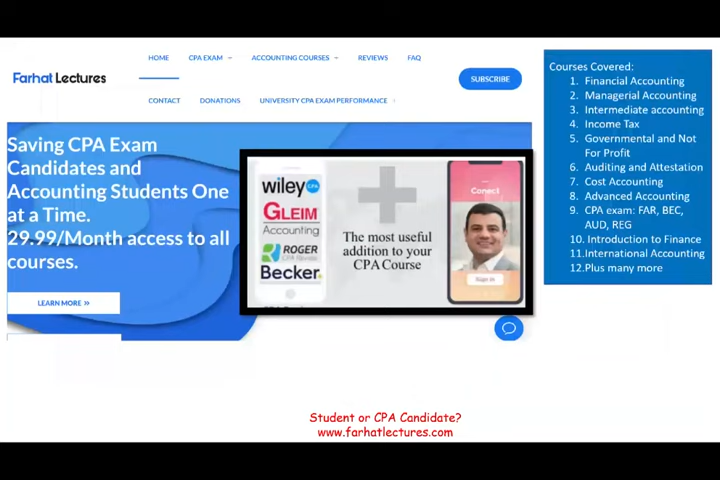 HOME
CPA EXAM
ACCOUNTING COURSES
REVIEWS
FAQ
Farhat Lectures
SUBSCRIBE
CONTACT
DONATIONS
UNIVERSITY CPA EXAM PERFORMANCE
Saving CPA Exam
Candidates and
Accounting Students One
at a Time.
29.99/Month access to all
courses.
LEARN MORE »
wiley CPA
GLEIM
Accounting
ROGER
CPA Review
Becker.
The most useful
addition to your
CPA Course
Conect
Sign in
Courses Covered:
1. Financial Accounting
2. Managerial Accounting
3. Intermediate accounting
4. Income Tax
5. Governmental and Not
For Profit
6. Auditing and Attestation
7. Cost Accounting
8. Advanced Accounting
9. CPA exam: FAR, BEC,
AUD, REG
10. Introduction to Finance
11.International Accounting
12.Plus many more
Student or CPA Candidate?
www.farhatlectures.com